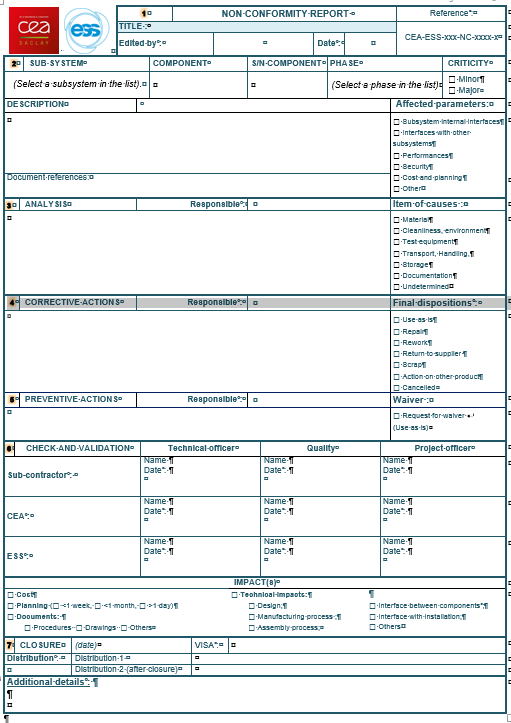 cea
SACLAY
ess
1 NON CONFORMITY REPORT
Reference:
TITLE:
CEA-ESS-xxx-NC-xxxx-x
Edited by: Date:
2 SUB-SYSTEM COMPONENT S/N COMPONENT PHASE CRITICITY
(Select a subsystem in the list). (Select a phase in the list)
☐ Minor
☐ Major
DESCRIPTION Affected parameters:
☐ Subsystem internal interfaces
☐ Interfaces with other
subsystems
☐ Performances
☐ Security
☐ Cost and planning
☐ Other
Document references:
3 ANALYSIS Responsible: Item of causes :
☐ Material
☐ Cleanliness, environment
☐ Test equipment
☐ Transport, Handling,
☐ Storage
☐ Documentation
☐ Undetermined
4 CORRECTIVE ACTIONS Responsible: Final dispositions:
☐ Use as is
☐ Repair
☐ Rework
☐ Return to supplier
☐ Scrap
☐ Action on other product
☐ Cancelled
5 PREVENTIVE ACTIONS Responsible: Waiver :
☐ Request for waiver
(Use as is)
6 CHECK AND VALIDATION Technical officer Quality Project officer
Sub-contractor:
Name Name Name
Date: Date: Date:
CEA:
Name Name Name
Date: Date: Date:
ESS:
Name Name Name
Date: Date: Date:
IMPACT(s)
☐ Cost ☐ Technical impacts:
☐ Planning (☐ <1 week, ☐ <1 month, ☐ >1 day) ☐ Design; ☐ Interface between components;
☐ Documents: ☐ Manufacturing process; ☐ Interface with installation;
☐ Procedures ☐ Drawings ☐ Others ☐ Assembly process; ☐ Others
7 CLOSURE (date) VISA:
Distribution: Distribution 1
Distribution 2 (after closure)
Additional details: